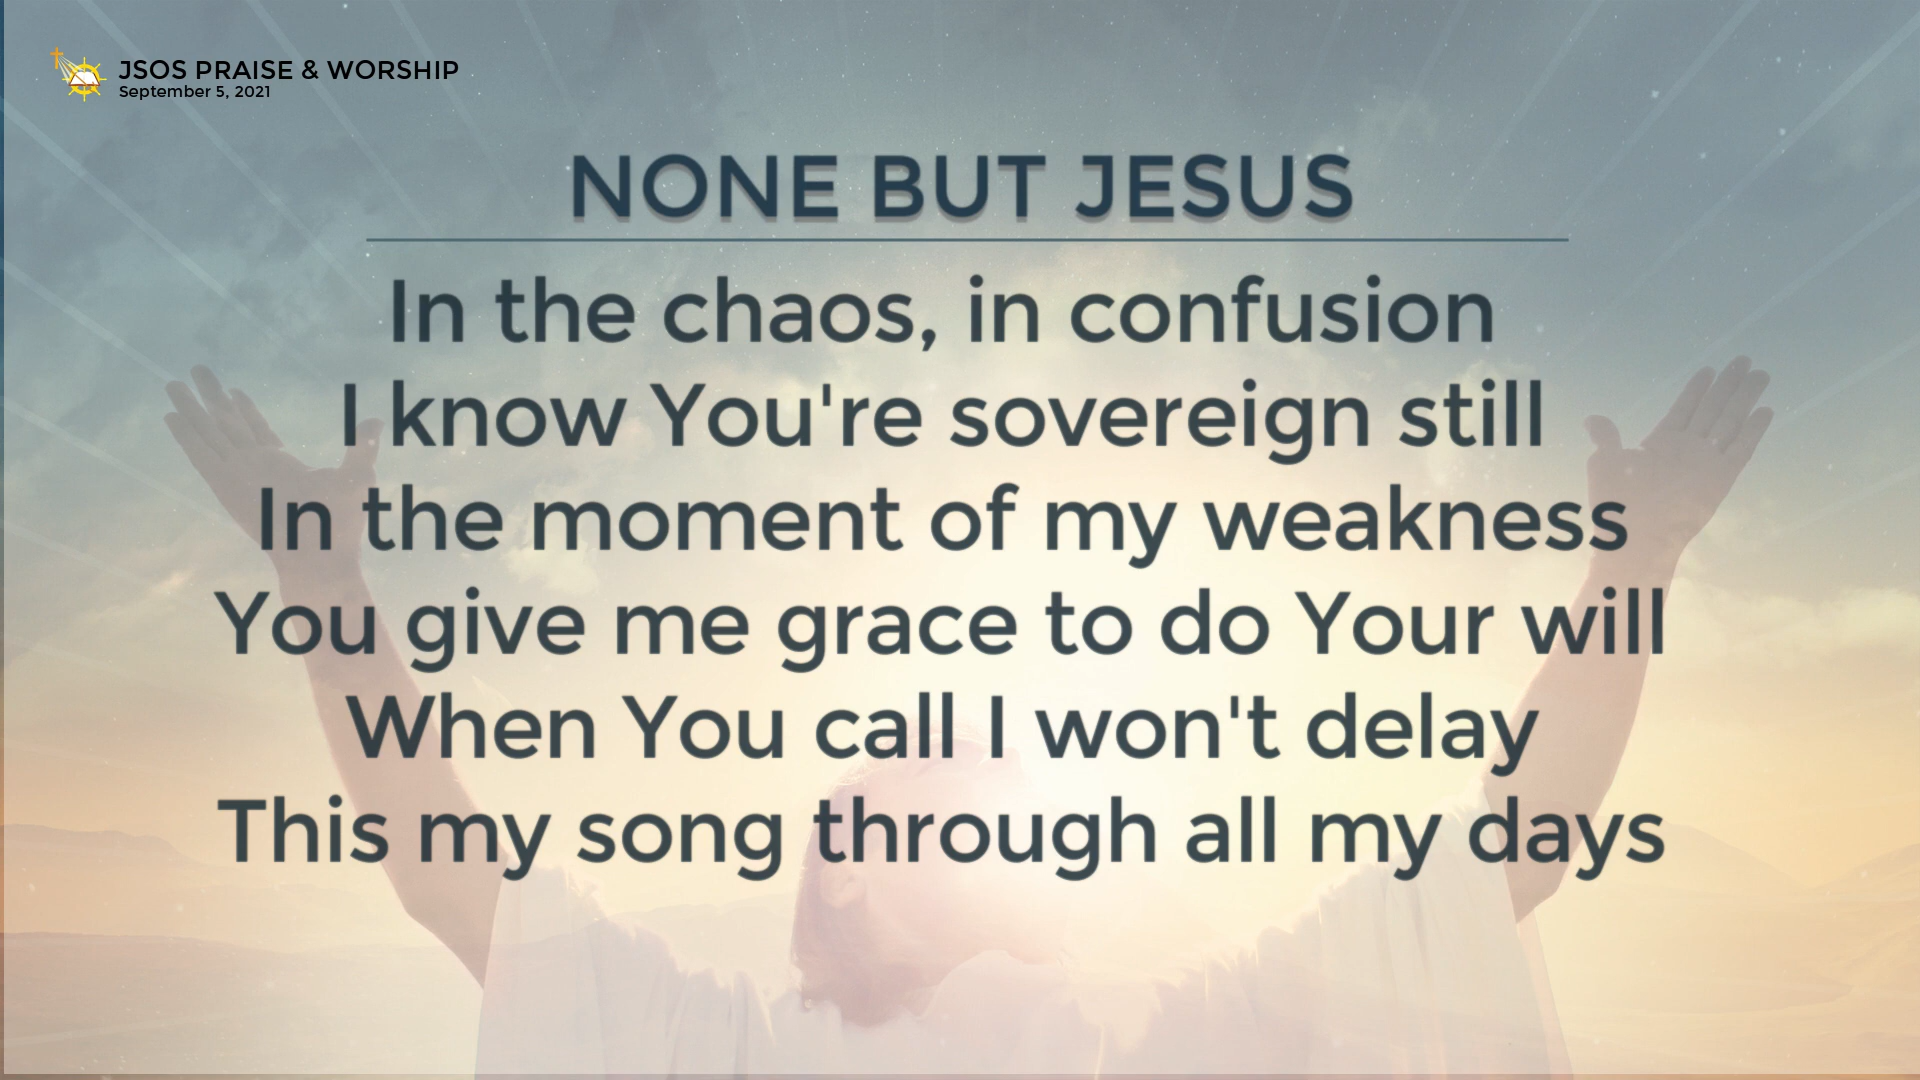 JSOS PRAISE & WORSHIP
September 5, 2021
NONE BUT JESUS
In the chaos, in confusion
I know You're sovereign still
In the moment of my weakness
You give me grace to do Your will
When You call I won't delay
This my song through all my days